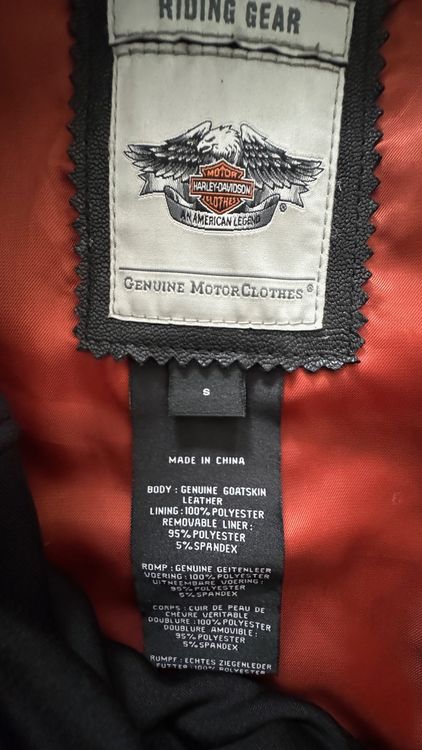 RIDING GEAR
MOTOR
HARLEY-DAVIDSON
CLOTHES
AN AMERICAN LEGEND
®
GENUINE MOTORCLOTHES®
S
MADE IN CHINA
BODY : GENUINE GOATSKIN
LEATHER
LINING : 100% POLYESTER
REMOVABLE LINER :
95% POLYESTER
5% SPANDEX
ROMP : GENUINE GEITENLEER
VOERING : 100% POLYESTER
UITNEEMBARE VOERING :
95% POLYESTER
5% SPANDEX
CORPS : CUIR DE PEAU DE
CHÈVRE VÉRITABLE
DOUBLURE : 100% POLYESTER
DOUBLURE AMOVIBLE :
95% POLYESTER
5% SPANDEX
RUMPF : ECHTES ZIEGENLEDER
FUTTER : 100% POLYESTER